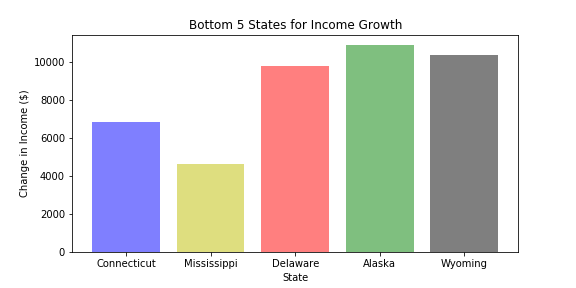 Bottom 5 States for Income Growth
Change in Income ($)
10000
8000
6000
4000
2000
0
Connecticut Mississippi Delaware Alaska Wyoming
State